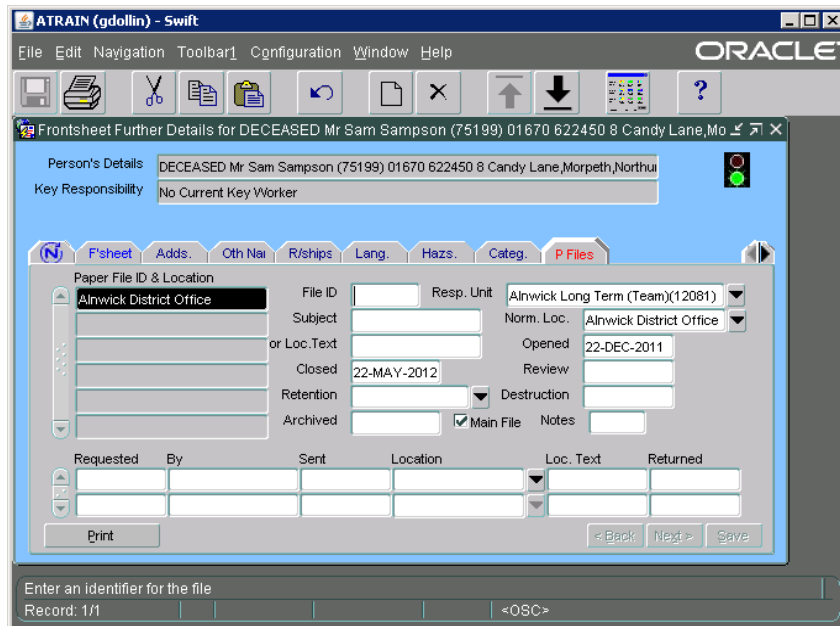 ATRAIN (gdollin) - Swift
File Edit Navigation Toolbar1 Configuration Window Help
ORACLE
?
Frontsheet Further Details for DECEASED Mr Sam Sampson (75199) 01670 622450 8 Candy Lane,Mo
Person's Details DECEASED Mr Sam Sampson (75199) 01670 622450 8 Candy Lane,Morpeth,Northu
Key Responsibility No Current Key Worker
N F'sheet Adds. Oth Nai R/ships Lang. Hazs. Categ. P Files
Paper File ID & Location
Alnwick District Office
File ID Resp. Unit Alnwick Long Term (Team)(12081)
Subject Norm. Loc. Alnwick District Office
or Loc.Text Opened 22-DEC-2011
Closed 22-MAY-2012 Review
Retention Destruction
Archived Main File Notes
Requested By Sent Location Loc. Text Returned
Print < Back Next > Save
Enter an identifier for the file
Record: 1/1 <OSC>